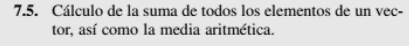 7.5. Cálculo de la suma de todos los elementos de un vec-
tor, así como la media aritmética.